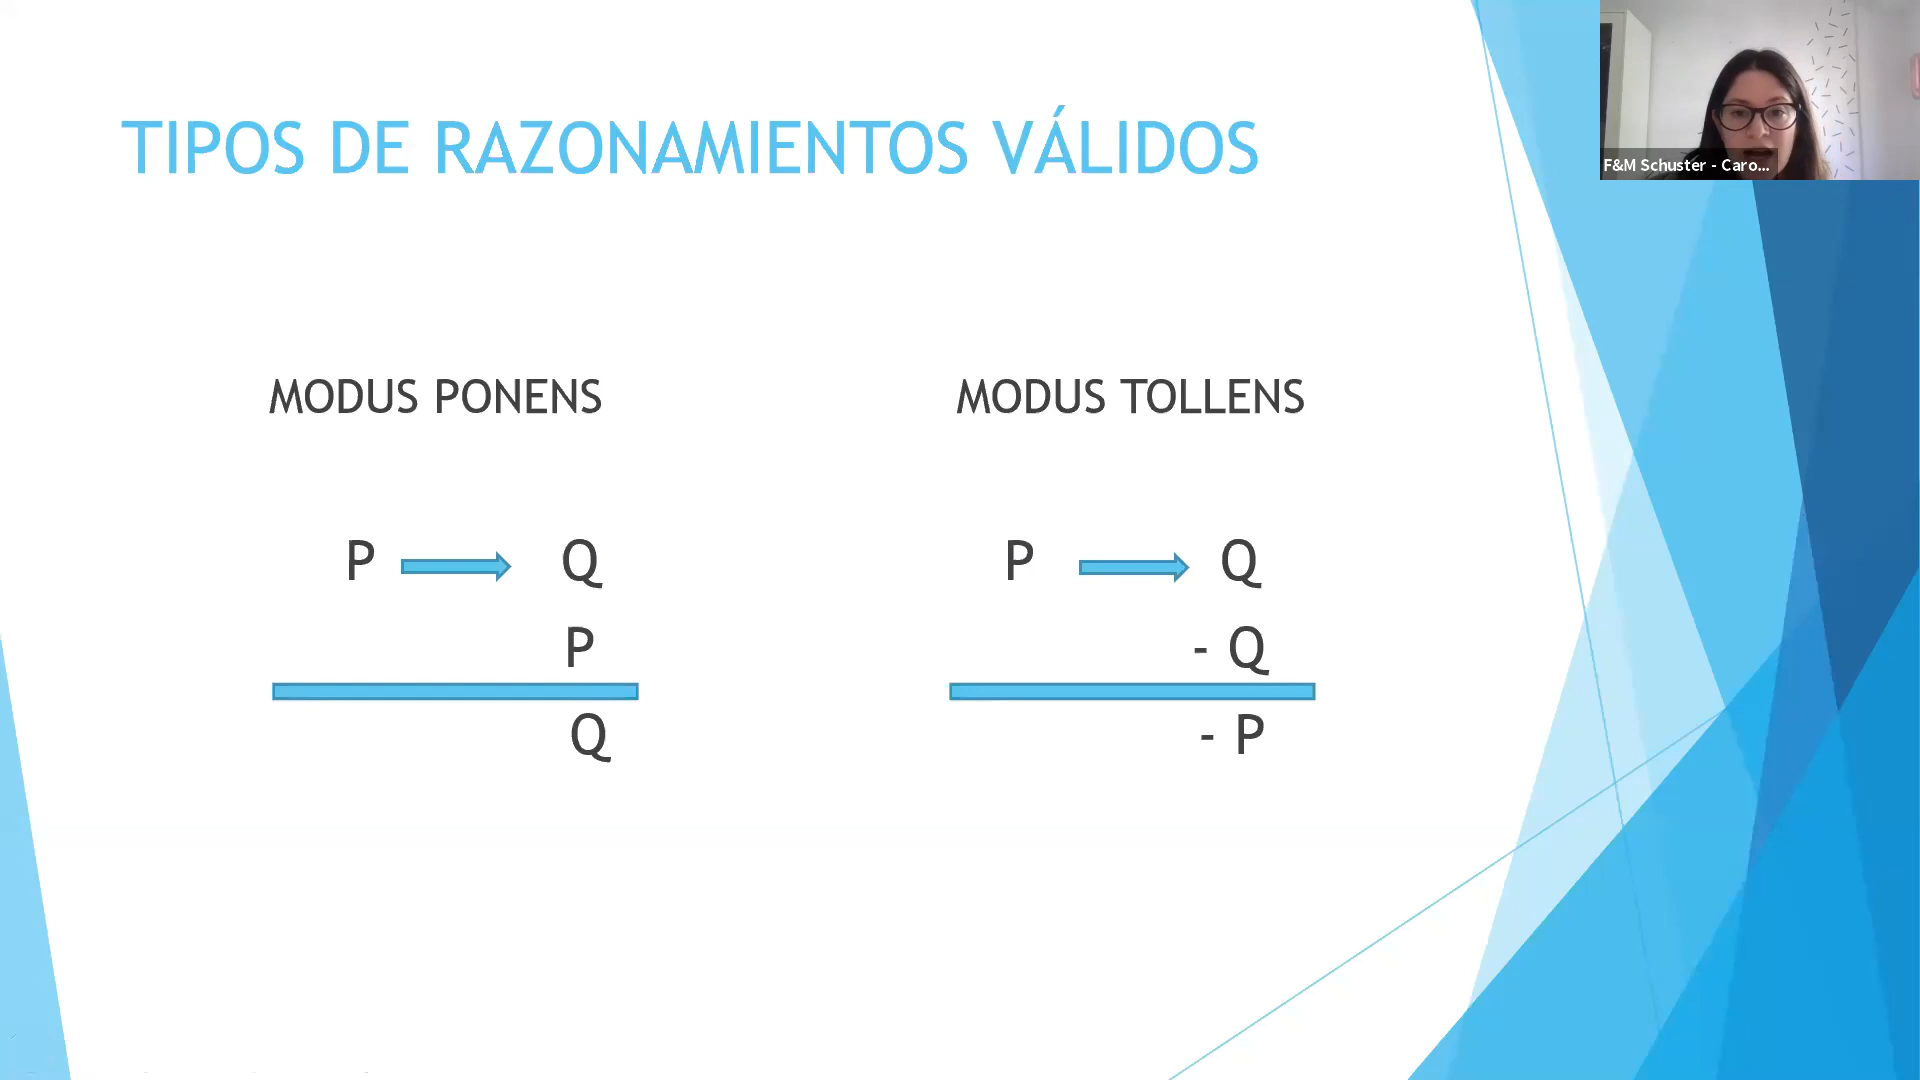 TIPOS DE RAZONAMIENTOS VÁLIDOS
F&M Schuster - Caro...
MODUS PONENS
P Q
P
Q
MODUS TOLLENS
P Q
- Q
- P